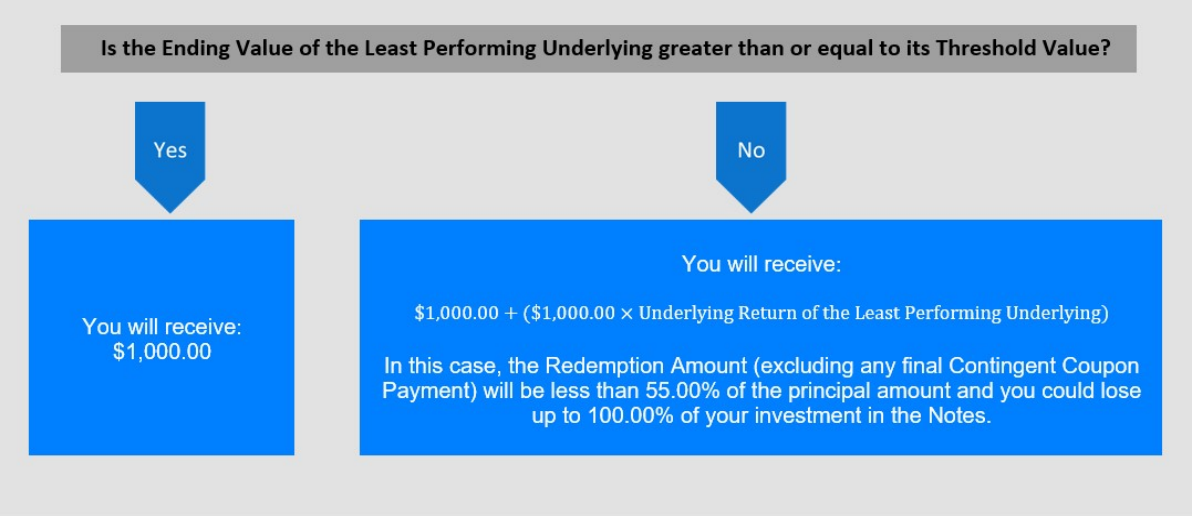 Is the Ending Value of the Least Performing Underlying greater than or equal to its Threshold Value?
Yes
No
You will receive:
$1,000.00
You will receive:
$1,000.00 + ($1,000.00 × Underlying Return of the Least Performing Underlying)
In this case, the Redemption Amount (excluding any final Contingent Coupon
Payment) will be less than 55.00% of the principal amount and you could lose
up to 100.00% of your investment in the Notes.